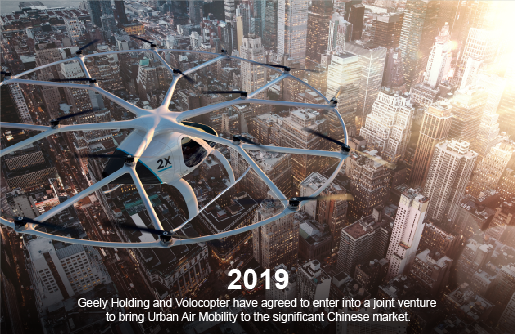 2X
2019
Geely Holding and Volocopter have agreed to enter into a joint venture
to bring Urban Air Mobility to the significant Chinese market.